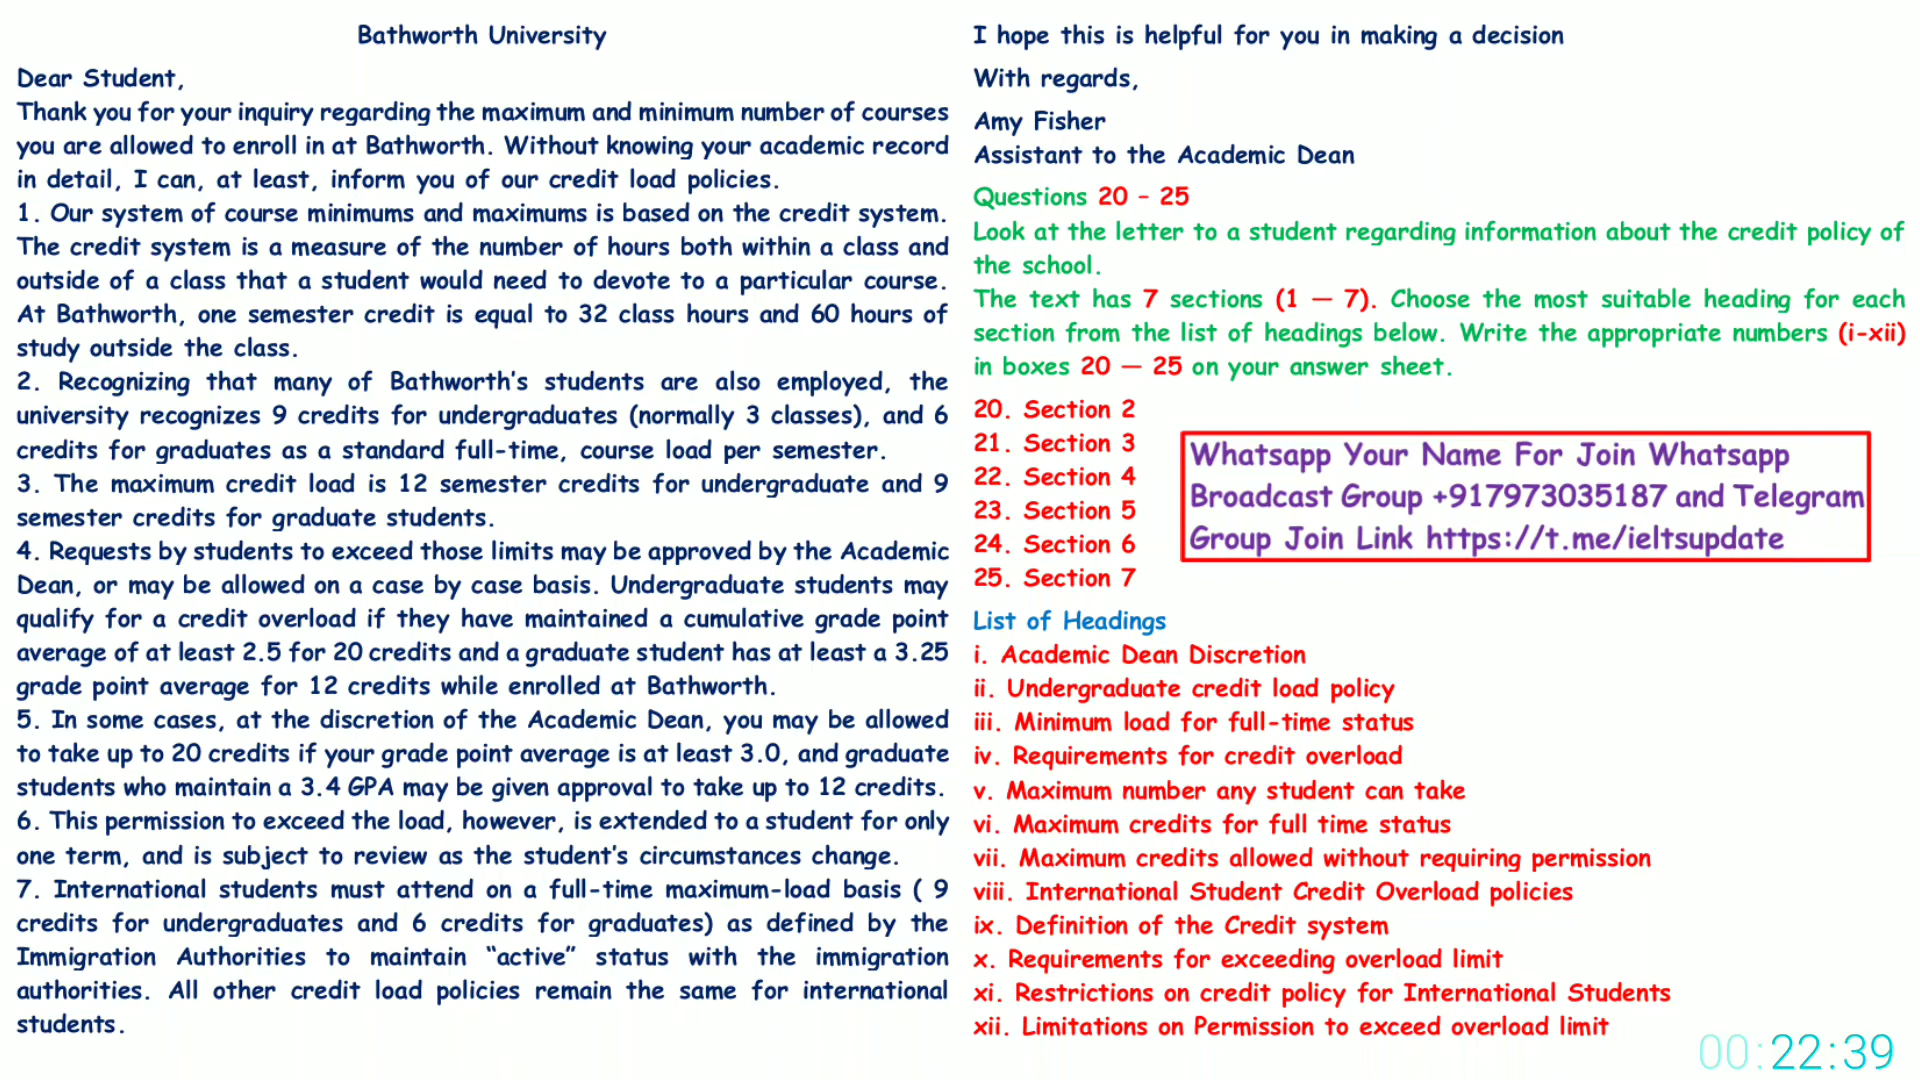 Bathworth University
Dear Student,
Thank you for your inquiry regarding the maximum and minimum number of courses
you are allowed to enroll in at Bathworth. Without knowing your academic record
in detail, I can, at least, inform you of our credit load policies.
1. Our system of course minimums and maximums is based on the credit system.
The credit system is a measure of the number of hours both within a class and
outside of a class that a student would need to devote to a particular course.
At Bathworth, one semester credit is equal to 32 class hours and 60 hours of
study outside the class.
2. Recognizing that many of Bathworth's students are also employed, the
university recognizes 9 credits for undergraduates (normally 3 classes), and 6
credits for graduates as a standard full-time, course load per semester.
3. The maximum credit load is 12 semester credits for undergraduate and 9
semester credits for graduate students.
4. Requests by students to exceed those limits may be approved by the Academic
Dean, or may be allowed on a case by case basis. Undergraduate students may
qualify for a credit overload if they have maintained a cumulative grade point
average of at least 2.5 for 20 credits and a graduate student has at least a 3.25
grade point average for 12 credits while enrolled at Bathworth.
5. In some cases, at the discretion of the Academic Dean, you may be allowed
to take up to 20 credits if your grade point average is at least 3.0, and graduate
students who maintain a 3.4 GPA may be given approval to take up to 12 credits.
6. This permission to exceed the load, however, is extended to a student for only
one term, and is subject to review as the student's circumstances change.
7. International students must attend on a full-time maximum-load basis ( 9
credits for undergraduates and 6 credits for graduates) as defined by the
Immigration Authorities to maintain “active” status with the immigration
authorities. All other credit load policies remain the same for international
students.
I hope this is helpful for you in making a decision
With regards,
Amy Fisher
Assistant to the Academic Dean
Questions 20 - 25
Look at the letter to a student regarding information about the credit policy of
the school.
The text has 7 sections (1 — 7). Choose the most suitable heading for each
section from the list of headings below. Write the appropriate numbers (i-xii)
in boxes 20 — 25 on your answer sheet.
20. Section 2
21. Section 3
22. Section 4
23. Section 5
24. Section 6
25. Section 7
Whatsapp Your Name For Join Whatsapp
Broadcast Group +917973035187 and Telegram
Group Join Link https://t.me/ieltsupdate
List of Headings
i. Academic Dean Discretion
ii. Undergraduate credit load policy
iii. Minimum load for full-time status
iv. Requirements for credit overload
v. Maximum number any student can take
vi. Maximum credits for full time status
vii. Maximum credits allowed without requiring permission
viii. International Student Credit Overload policies
ix. Definition of the Credit system
x. Requirements for exceeding overload limit
xi. Restrictions on credit policy for International Students
xii. Limitations on Permission to exceed overload limit
00:22:39